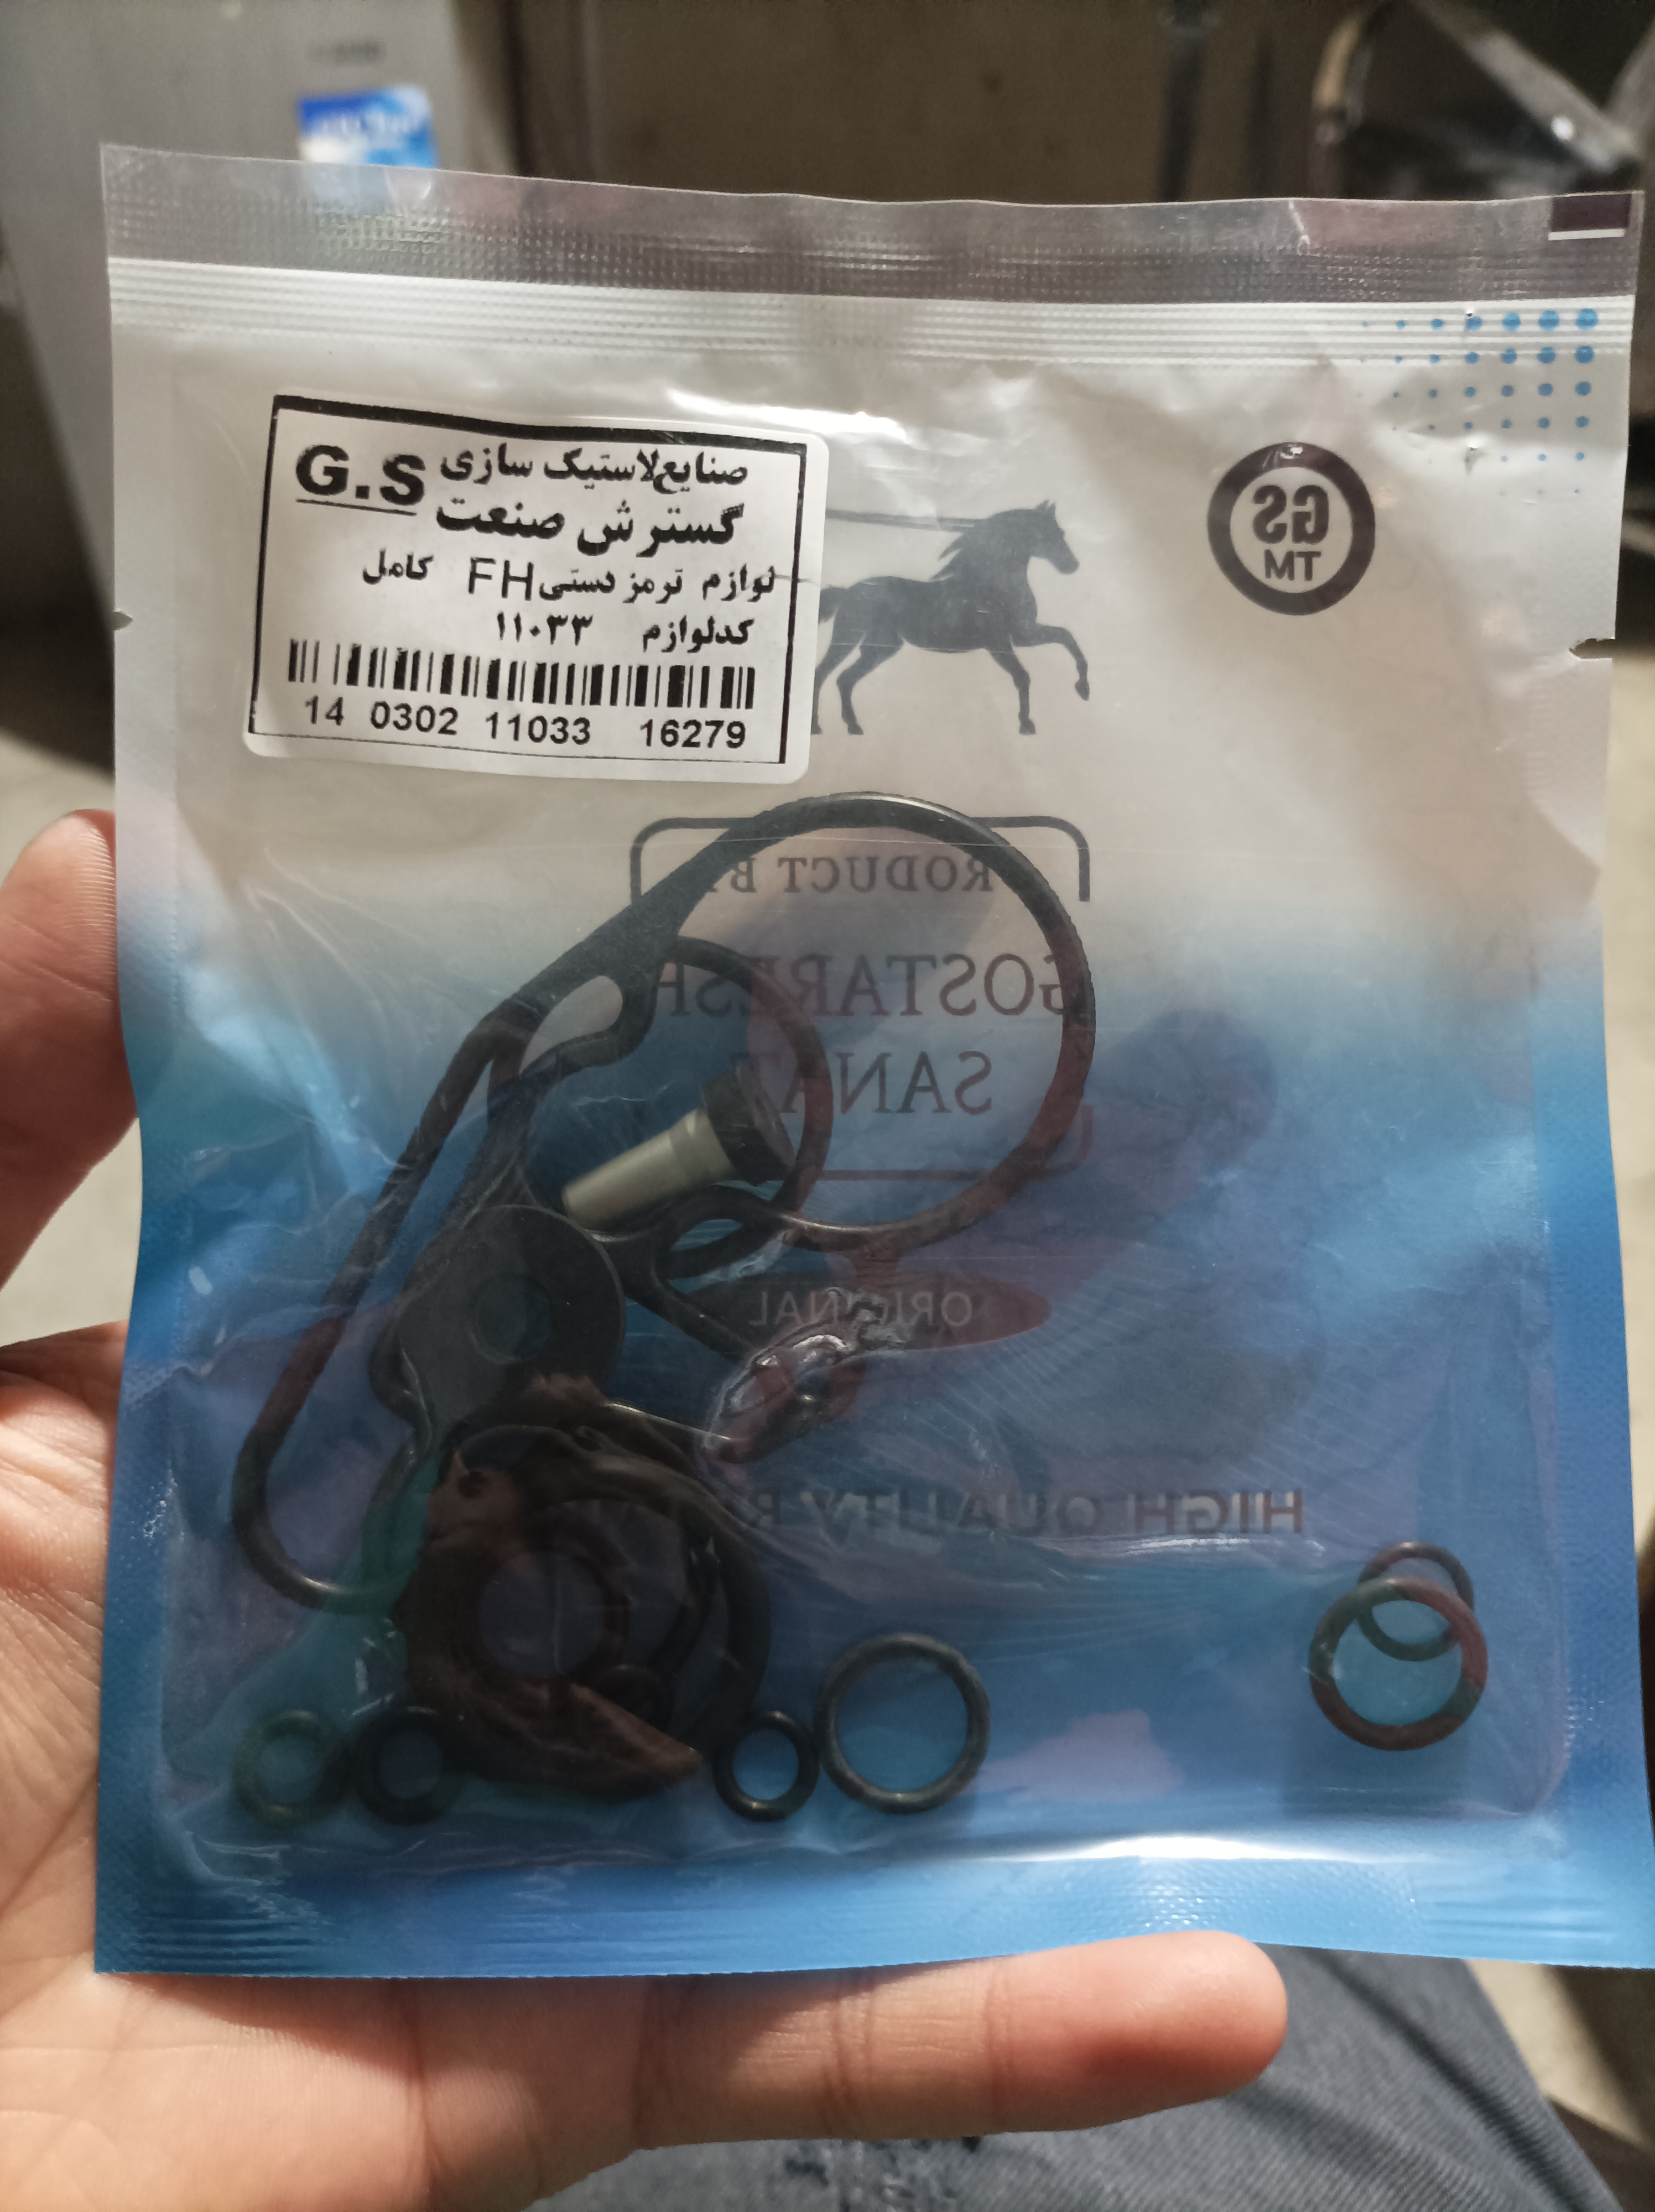 صنایع لاستیک سازی G.S
گسترش صنعت
لوازم ترمز دستی FH کامل
کدلوازم ۱۱۰۳۳
14 0302 11033 16279
GS
TM
PRODUCT BY
GOSTARESH
SANAT
ORIGINAL
HIGH QUALITY